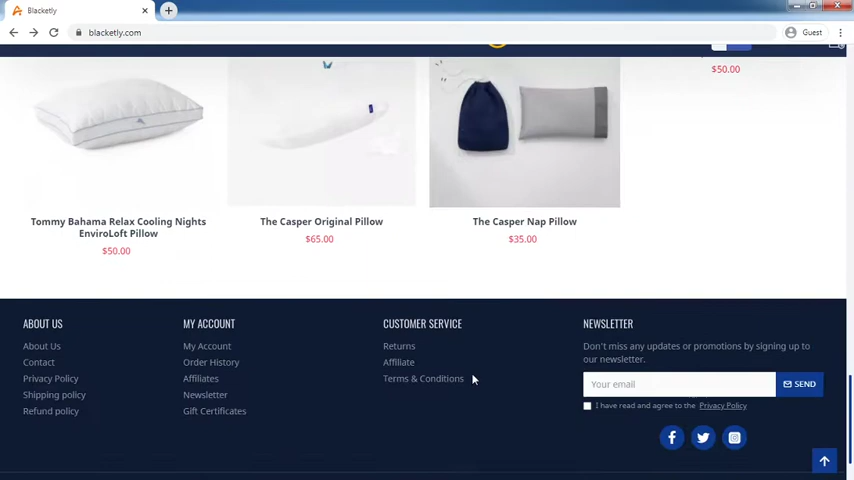 Blacketly
blacketly.com
Guest
$50.00
Tommy Bahama Relax Cooling Nights
EnviroLoft Pillow
$50.00
The Casper Original Pillow
$65.00
The Casper Nap Pillow
$35.00
ABOUT US
About Us
Contact
Privacy Policy
Shipping policy
Refund policy
MY ACCOUNT
My Account
Order History
Affiliates
Newsletter
Gift Certificates
CUSTOMER SERVICE
Returns
Affiliate
Terms & Conditions
NEWSLETTER
Don't miss any updates or promotions by signing up to
our newsletter.
Your email
SEND
I have read and agree to the Privacy Policy